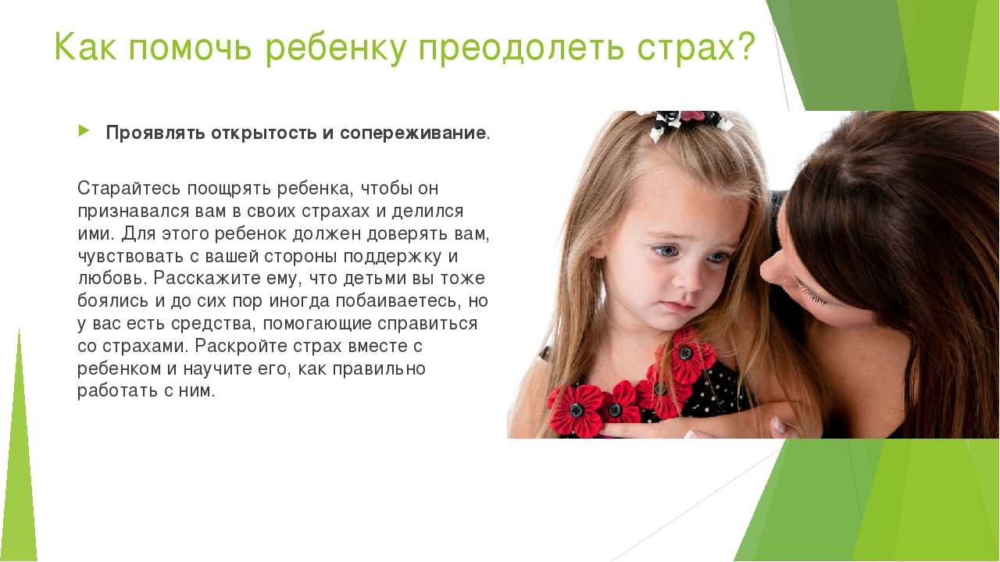 Как помочь ребенку преодолеть страх?
Проявлять открытость и сопереживание.
Старайтесь поощрять ребенка, чтобы он
признавался вам в своих страхах и делился
ими. Для этого ребенок должен доверять вам,
чувствовать с вашей стороны поддержку и
любовь. Расскажите ему, что детьми вы тоже
боялись и до сих пор иногда побаиваетесь, но
у вас есть средства, помогающие справиться
со страхами. Раскройте страх вместе с
ребенком и научите его, как правильно
работать с ним.